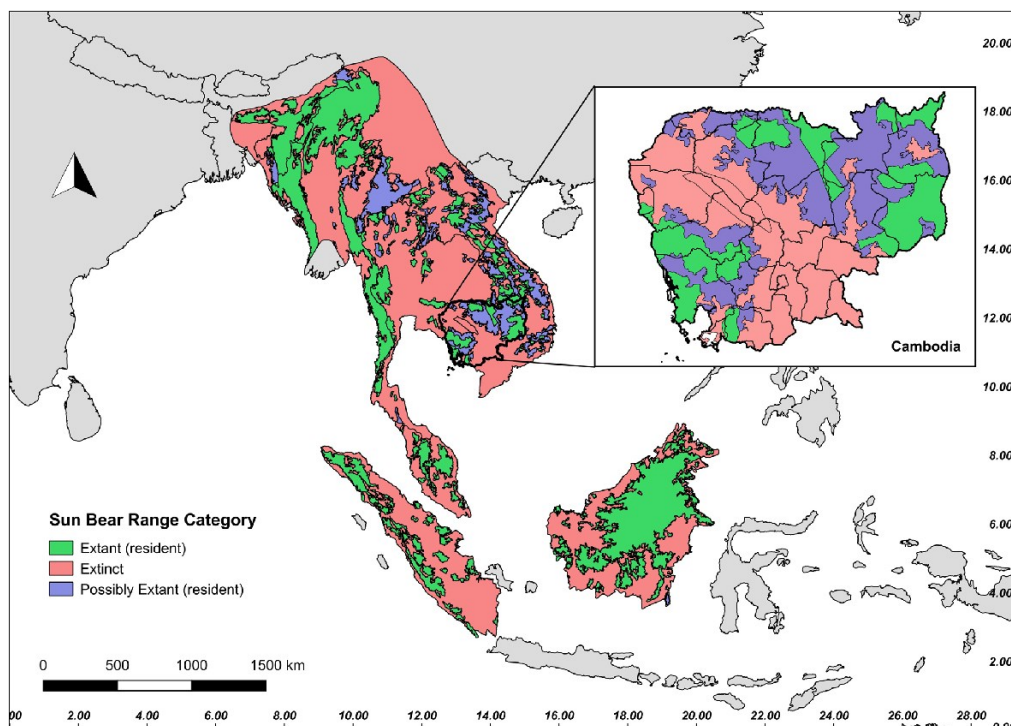 20.00
18.00
16.00
14.00
12.00
10.00
8.00
6.00
4.00
2.00
Cambodia
Sun Bear Range Category
Extant (resident)
Extinct
Possibly Extant (resident)
0 500 1000 1500 km
0.00 2.00 4.00 6.00 8.00 10.00 12.00 14.00 16.00 18.00 20.00 22.00 24.00 26.00 28.00